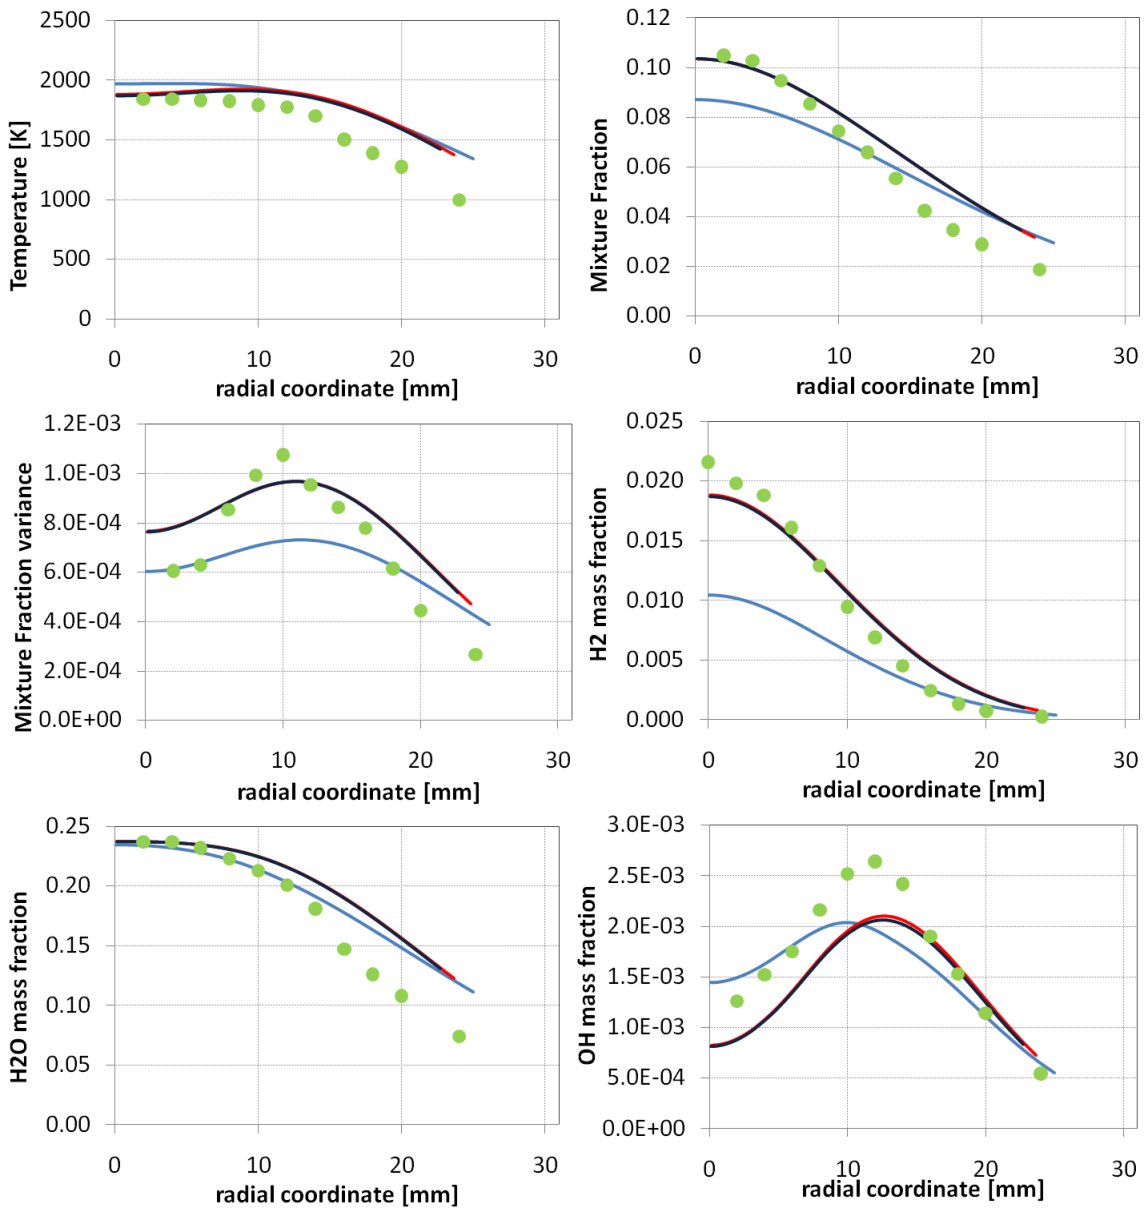 2500
2000
1500
1000
500
0
Temperature [K]
0 10 20 30
radial coordinate [mm]
0.12
0.10
0.08
0.06
0.04
0.02
0.00
Mixture Fraction
0 10 20 30
radial coordinate [mm]
1.2E-03
1.0E-03
8.0E-04
6.0E-04
4.0E-04
2.0E-04
0.0E+00
Mixture Fraction variance
0 10 20 30
radial coordinate [mm]
0.025
0.020
0.015
0.010
0.005
0.000
H2 mass fraction
0 10 20 30
radial coordinate [mm]
0.25
0.20
0.15
0.10
0.05
0.00
H2O mass fraction
0 10 20 30
radial coordinate [mm]
3.0E-03
2.5E-03
2.0E-03
1.5E-03
1.0E-03
5.0E-04
0.0E+00
OH mass fraction
0 10 20 30
radial coordinate [mm]